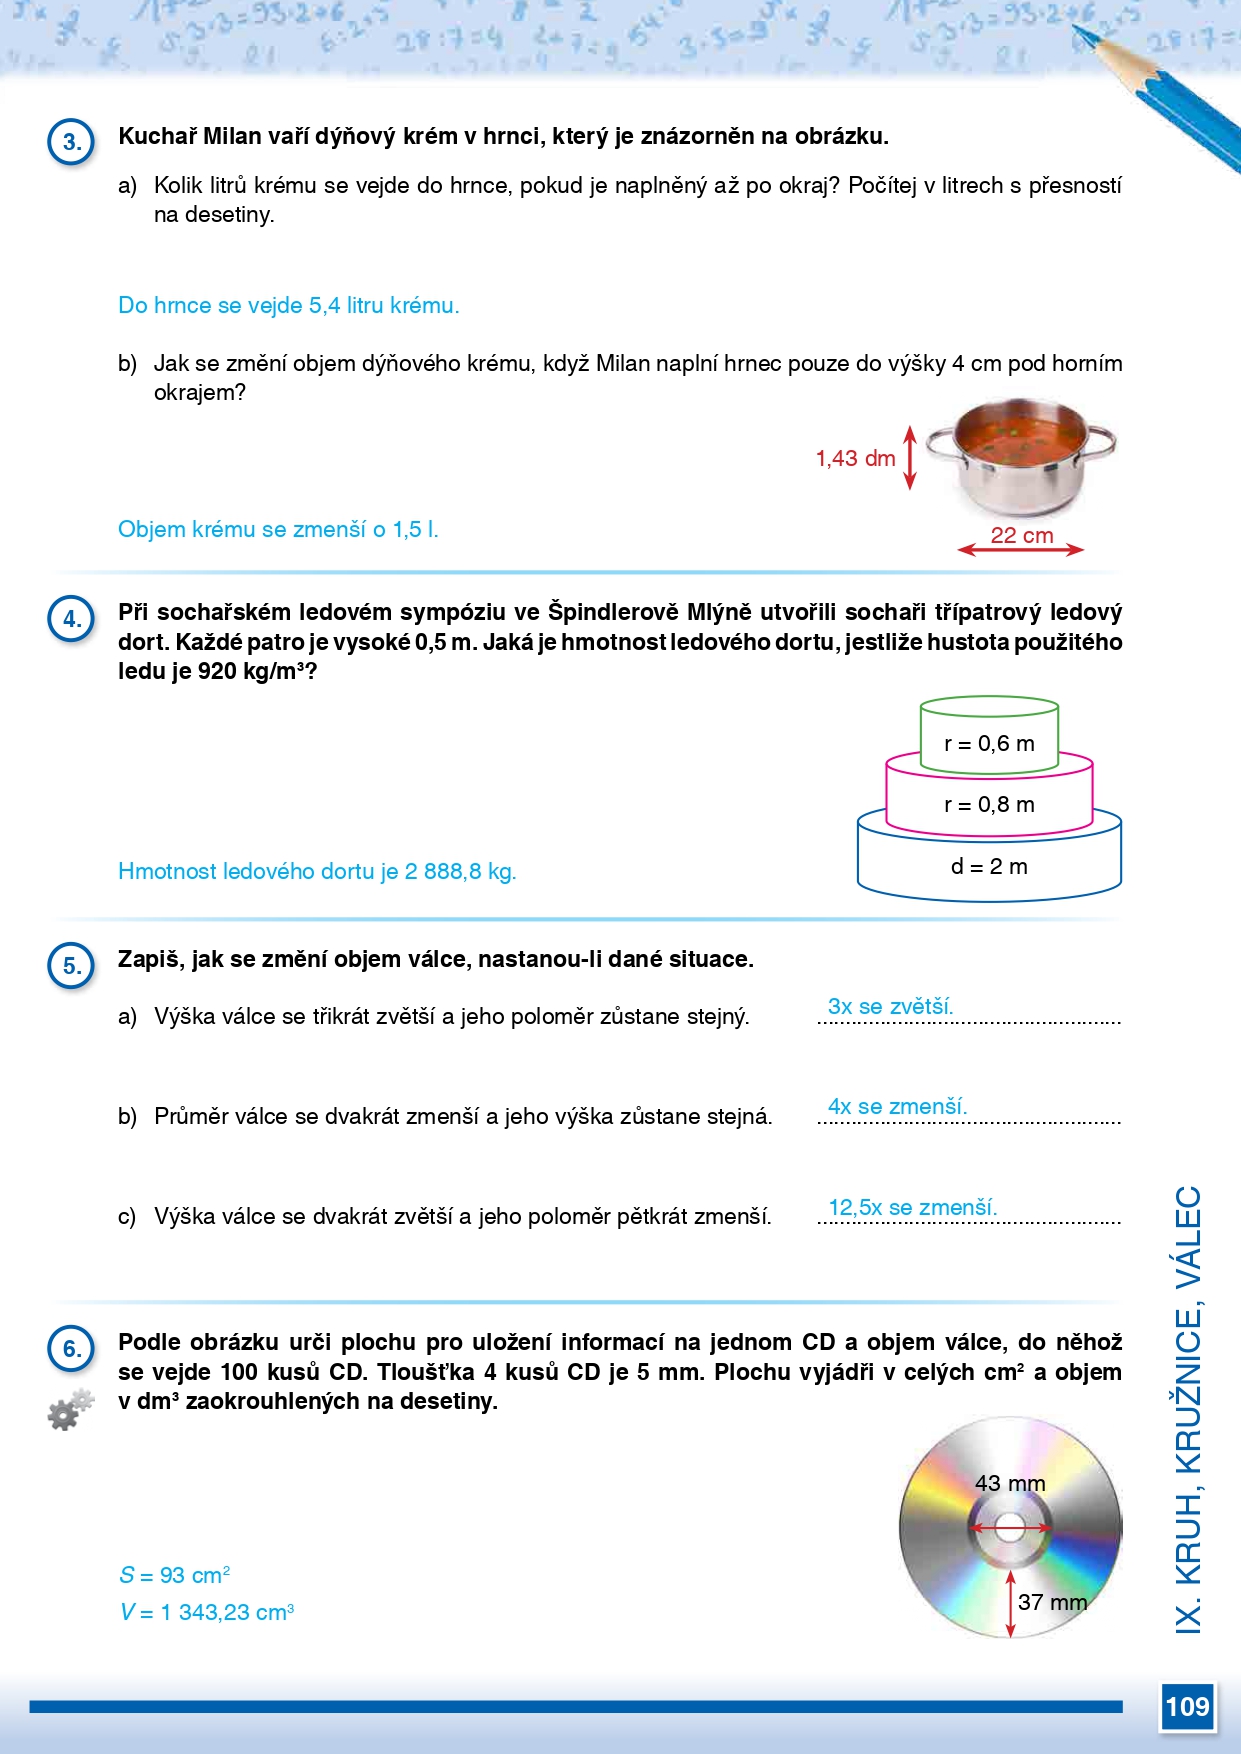 3.
Kuchař Milan vaří dýňový krém v hrnci, který je znázorněn na obrázku.
a) Kolik litrů krému se vejde do hrnce, pokud je naplněný až po okraj? Počítej v litrech s přesností
na desetiny.
Do hrnce se vejde 5,4 litru krému.
b) Jak se změní objem dýňového krému, když Milan naplní hrnec pouze do výšky 4 cm pod horním
okrajem?
1,43 dm
22 cm
Objem krému se zmenší o 1,5 l.
4.
Při sochařském ledovém sympóziu ve Špindlerově Mlýně utvořili sochaři třípatrový ledový
dort. Každé patro je vysoké 0,5 m. Jaká je hmotnost ledového dortu, jestliže hustota použitého
ledu je 920 kg/m³?
r = 0,6 m
r = 0,8 m
d = 2 m
Hmotnost ledového dortu je 2 888,8 kg.
5.
Zapiš, jak se změní objem válce, nastanou-li dané situace.
a) Výška válce se třikrát zvětší a jeho poloměr zůstane stejný. 3x se zvětší.
b) Průměr válce se dvakrát zmenší a jeho výška zůstane stejná. 4x se zmenší.
c) Výška válce se dvakrát zvětší a jeho poloměr pětkrát zmenší. 12,5x se zmenší.
6.
Podle obrázku urči plochu pro uložení informací na jednom CD a objem válce, do něhož
se vejde 100 kusů CD. Tloušťka 4 kusů CD je 5 mm. Plochu vyjádři v celých cm² a objem
v dm³ zaokrouhlených na desetiny.
43 mm
37 mm
S = 93 cm²
V = 1 343,23 cm³
IX. KRUH, KRUŽNICE, VÁLEC
109